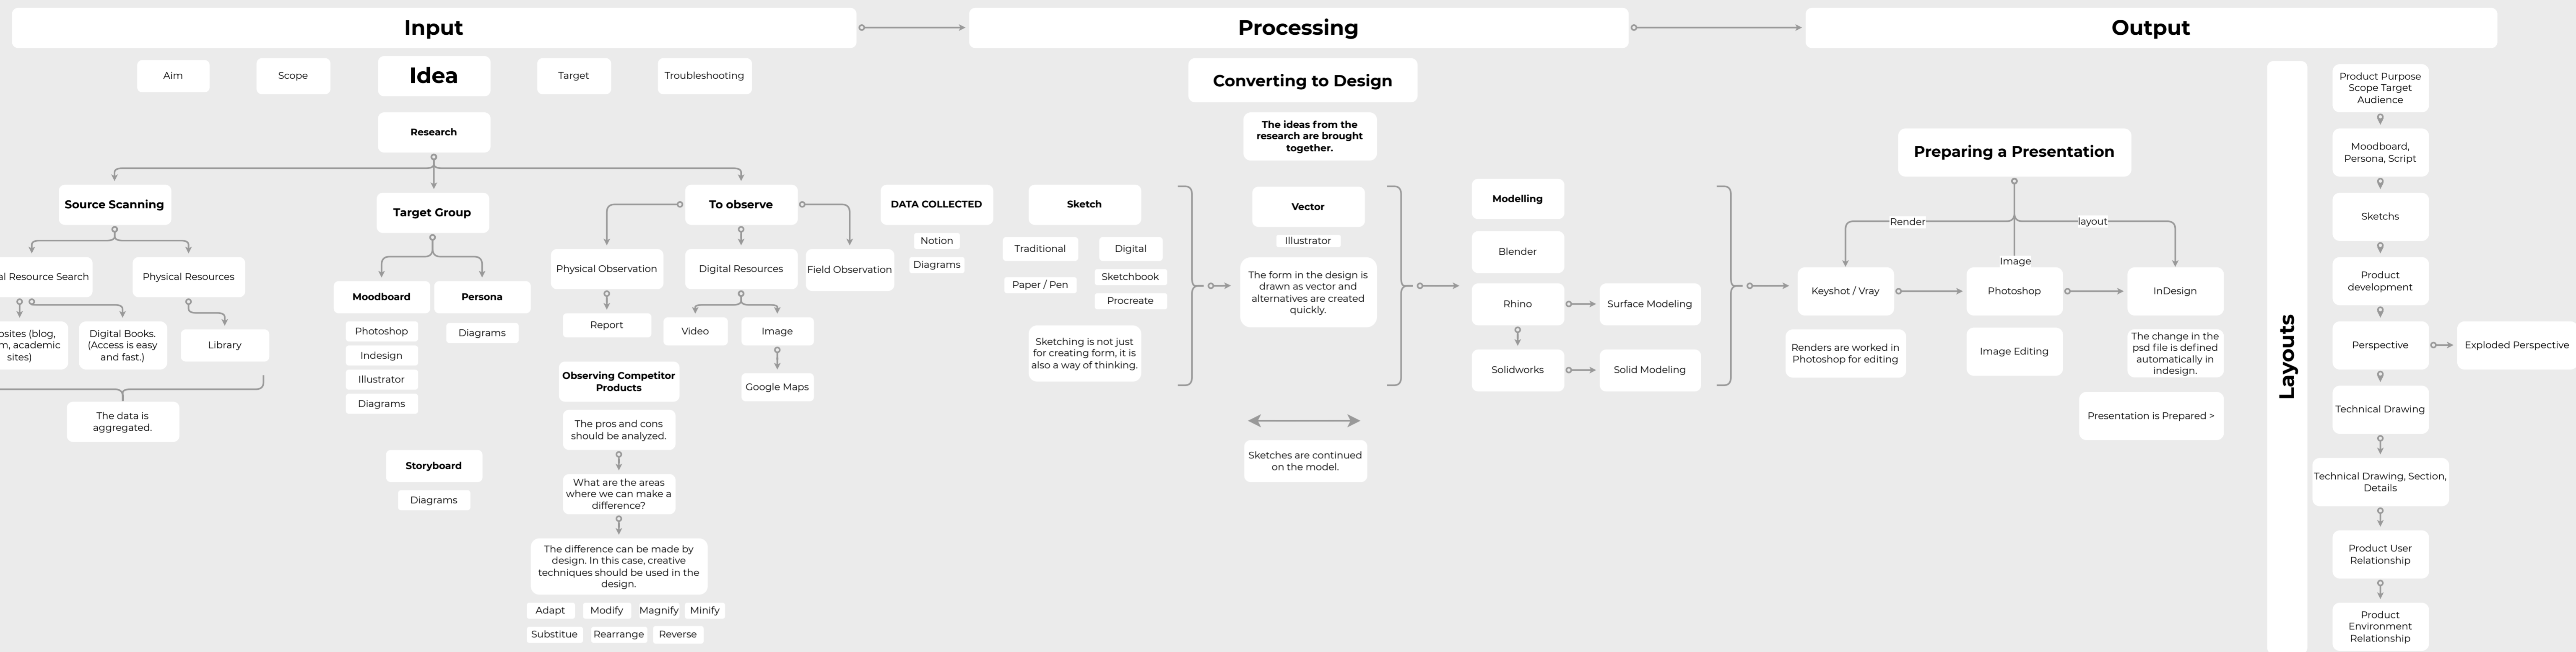 Input
Processing
Output
Aim
Scope
Idea
Target
Troubleshooting
Research
Source Scanning
Resource Search
Physical Resources
sites)
Digital Books.
(Access is easy
and fast.)
Library
The data is
aggregated.
Target Group
Moodboard
Photoshop
Indesign
Illustrator
Diagrams
Persona
Diagrams
Storyboard
Diagrams
To observe
Physical Observation
Report
Digital Resources
Video
Image
Google Maps
Field Observation
Observing Competitor
Products
The pros and cons
should be analyzed.
What are the areas
where we can make a
difference?
The difference can be made by
design. In this case, creative
techniques should be used in the
design.
Adapt
Modify
Magnify
Minify
Substitue
Rearrange
Reverse
DATA COLLECTED
Notion
Diagrams
Converting to Design
The ideas from the
research are brought
together.
Sketch
Traditional
Paper / Pen
Digital
Sketchbook
Procreate
Sketching is not just
for creating form, it is
also a way of thinking.
Vector
Illustrator
The form in the design is
drawn as vector and
alternatives are created
quickly.
Sketches are continued
on the model.
Modelling
Blender
Rhino
Surface Modeling
Solidworks
Solid Modeling
Preparing a Presentation
Render
layout
Image
Keyshot / Vray
Photoshop
InDesign
Renders are worked in
Photoshop for editing
Image Editing
The change in the
psd file is defined
automatically in
indesign.
Presentation is Prepared >
Layouts
Product Purpose
Scope Target
Audience
Moodboard,
Persona, Script
Sketchs
Product
development
Perspective
Exploded Perspective
Technical Drawing
Technical Drawing, Section,
Details
Product User
Relationship
Product
Environment
Relationship